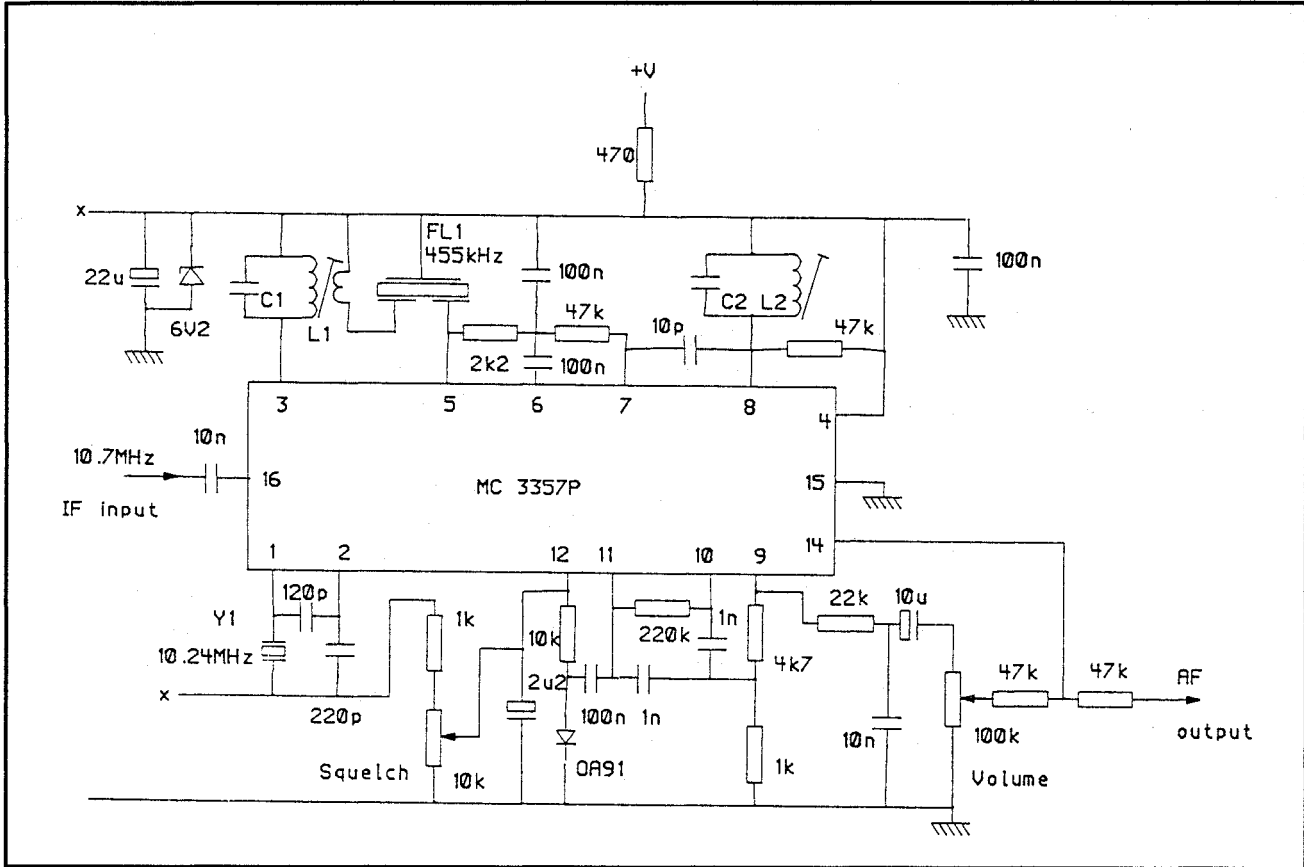 +V
470
x
FL1
455kHz
22u
6V2
C1
L1
100n
47k
2k2
100n
10p
C2 L2
47k
100n
3
5
6
7
8
4
10n
10.7MHz
IF input
16
MC 3357P
15
14
1
2
12
11
10
9
120p
Y1
10.24MHz
x
220p
1k
Squelch
10k
2u2
10k
100n
1n
OA91
220k
1n
4k7
1k
22k
10u
10n
47k
47k
100k
Volume
AF
output